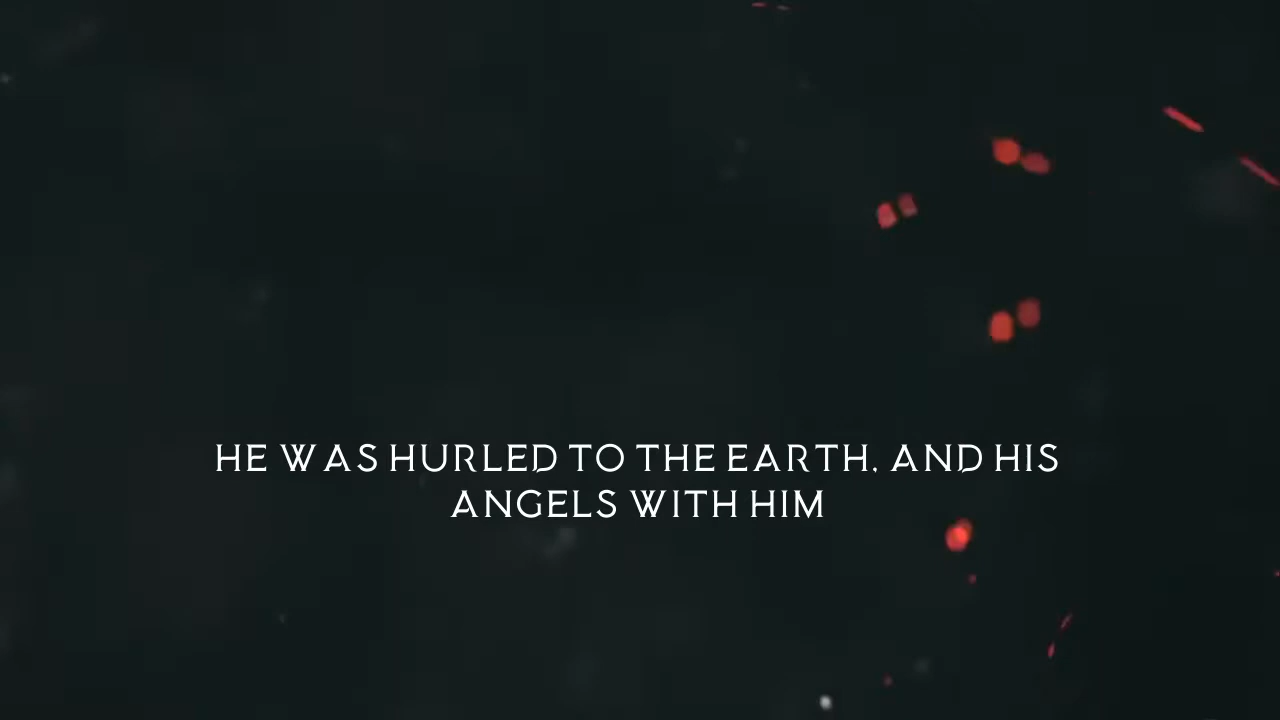 HE WAS HURLED TO THE EARTH, AND HIS
ANGELS WITH HIM